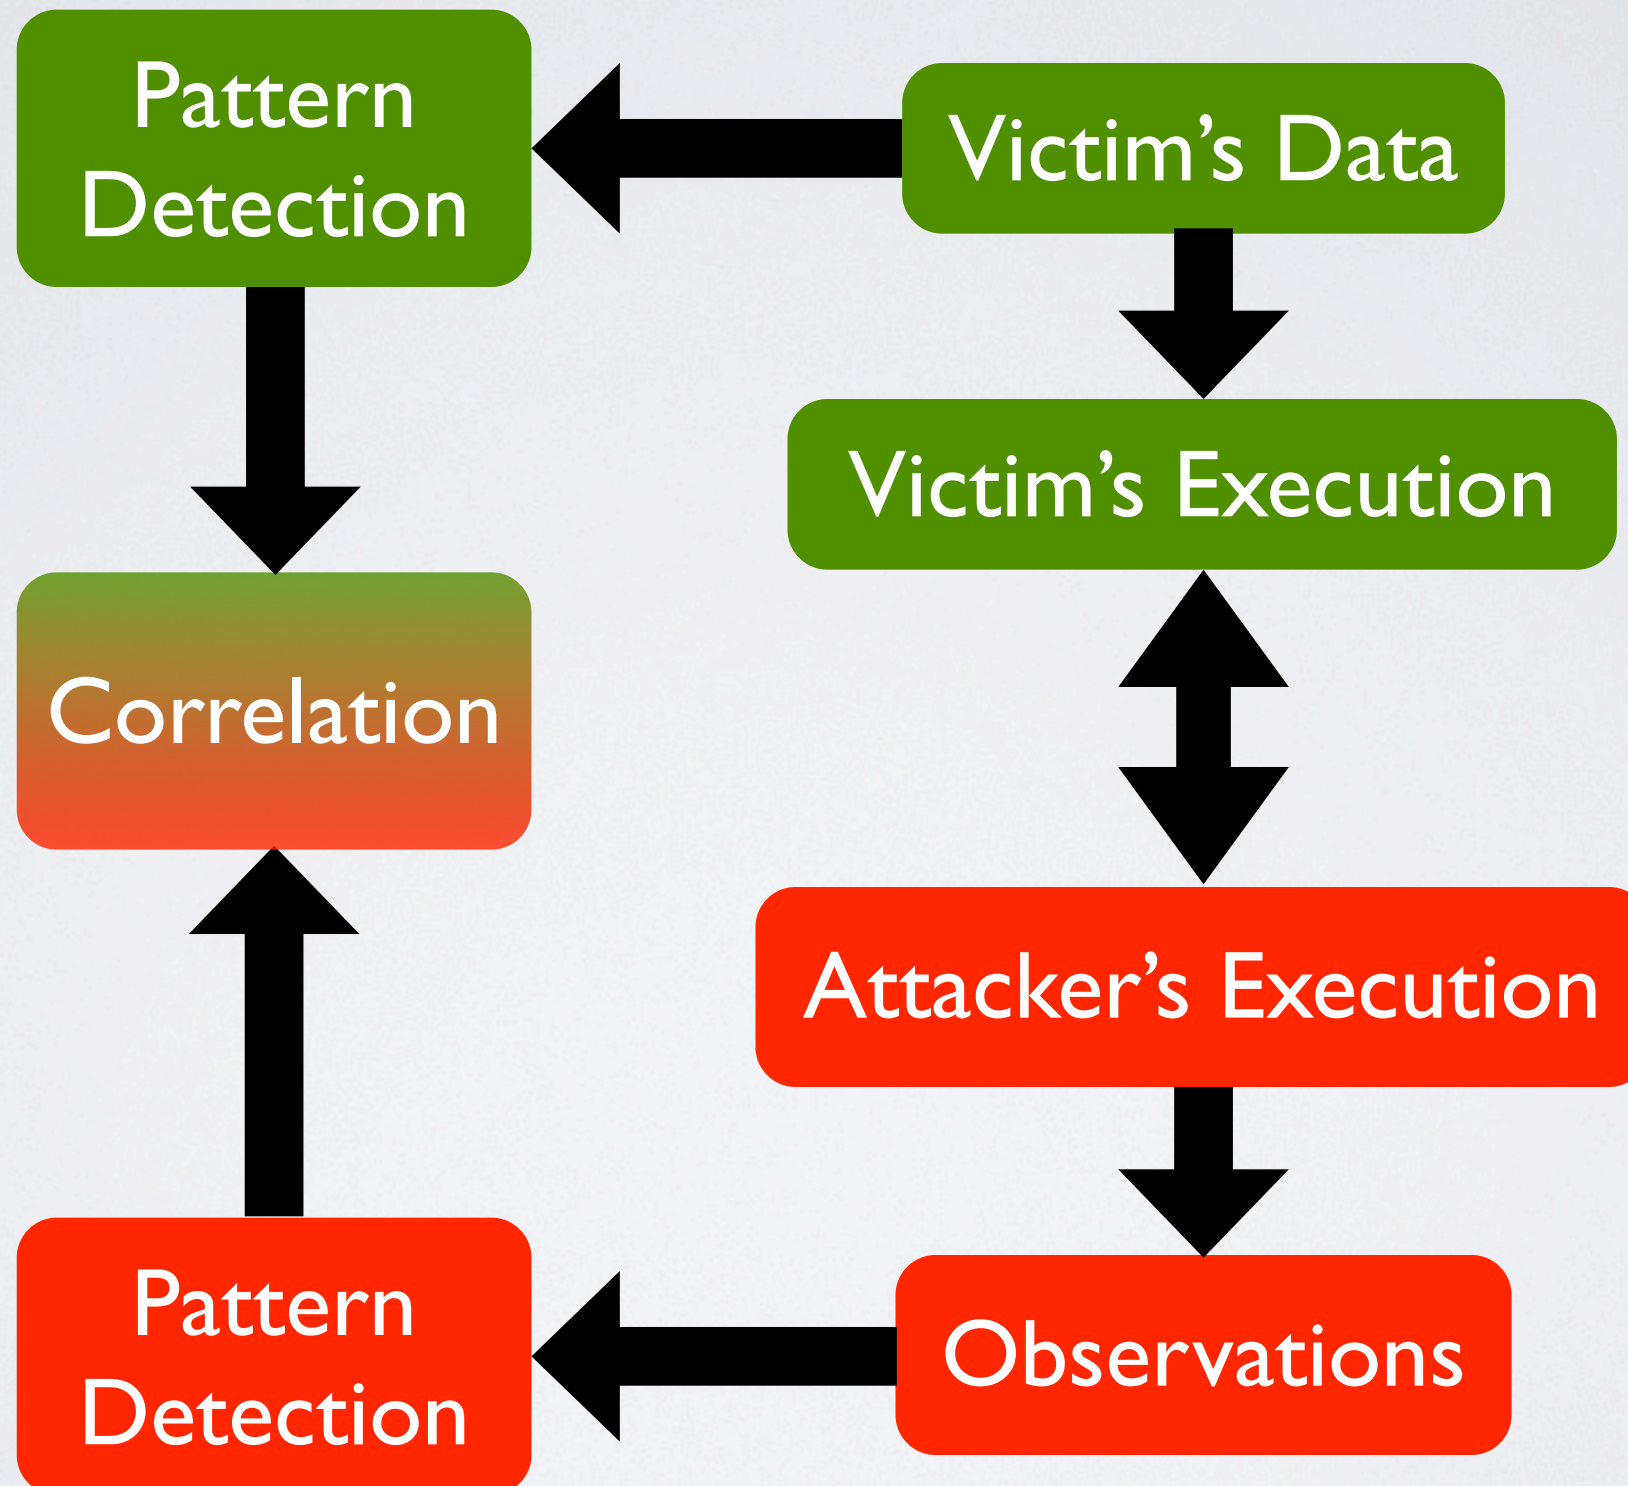 Pattern
Detection
Victim’s Data
Victim’s Execution
Correlation
Attacker’s Execution
Pattern
Detection
Observations